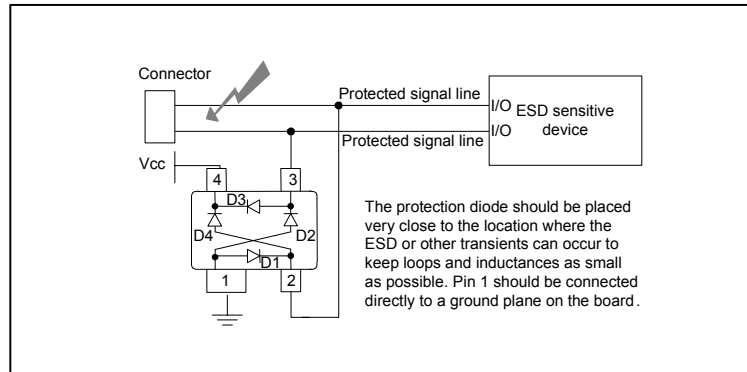 Connector
Protected signal line
I/O
ESD sensitive
device
I/O
Protected signal line
Vcc
4
3
D3
D4
D2
D1
1
2
The protection diode should be placed
very close to the location where the
ESD or other transients can occur to
keep loops and inductances as small
as possible. Pin 1 should be connected
directly to a ground plane on the board.